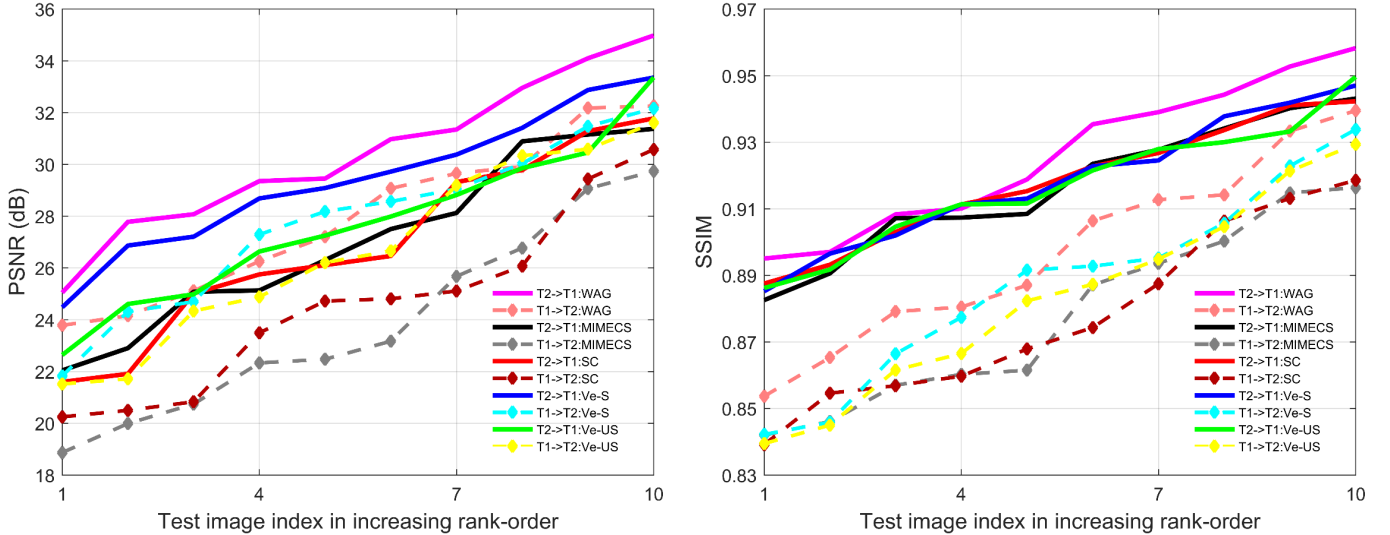 36
34
32
30
28
26
24
22
20
18
PSNR (dB)
1
4
7
10
Test image index in increasing rank-order
T2->T1:WAG
T1->T2:WAG
T2->T1:MIMECS
T1->T2:MIMECS
T2->T1:SC
T1->T2:SC
T2->T1:Ve-S
T1->T2:Ve-S
T2->T1:Ve-US
T1->T2:Ve-US
0.97
0.95
0.93
0.91
0.89
0.87
0.85
0.83
SSIM
1
4
7
10
Test image index in increasing rank-order
T2->T1:WAG
T1->T2:WAG
T2->T1:MIMECS
T1->T2:MIMECS
T2->T1:SC
T1->T2:SC
T2->T1:Ve-S
T1->T2:Ve-S
T2->T1:Ve-US
T1->T2:Ve-US